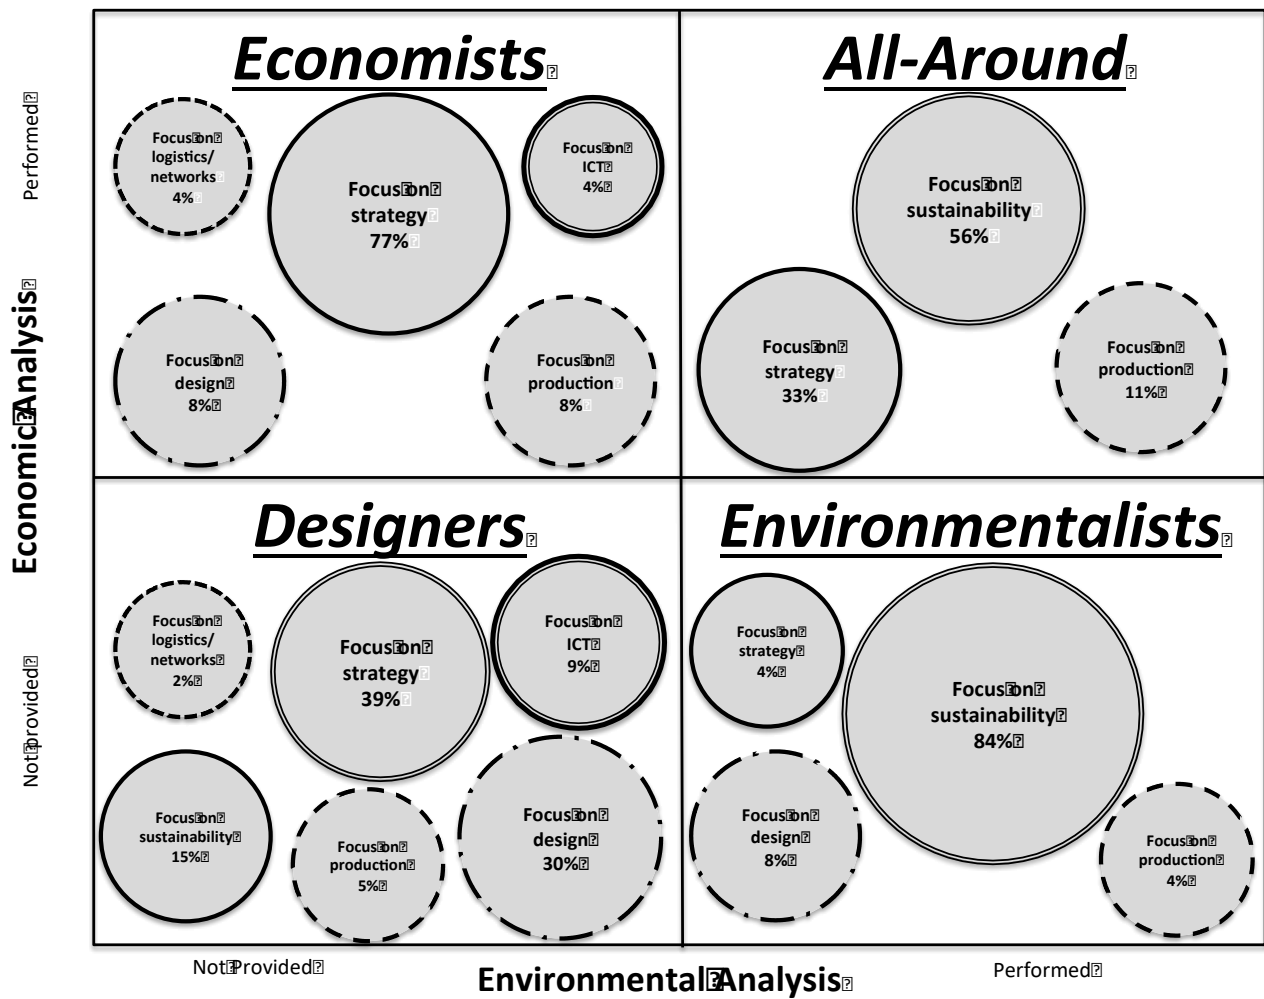 Economists
All-Around
Performed
Focus on
logistics/
networks
4%
Focus on
strategy
77%
Focus on
ICT
4%
Focus on
sustainability
56%
Focus on
design
8%
Focus on
production
8%
Focus on
strategy
33%
Focus on
production
11%
Economic Analysis
Designers
Environmentalists
Not provided
Focus on
logistics/
networks
2%
Focus on
strategy
39%
Focus on
ICT
9%
Focus on
strategy
4%
Focus on
sustainability
84%
Focus on
sustainability
15%
Focus on
production
5%
Focus on
design
30%
Focus on
design
8%
Focus on
production
4%
Not Provided
Environmental Analysis
Performed